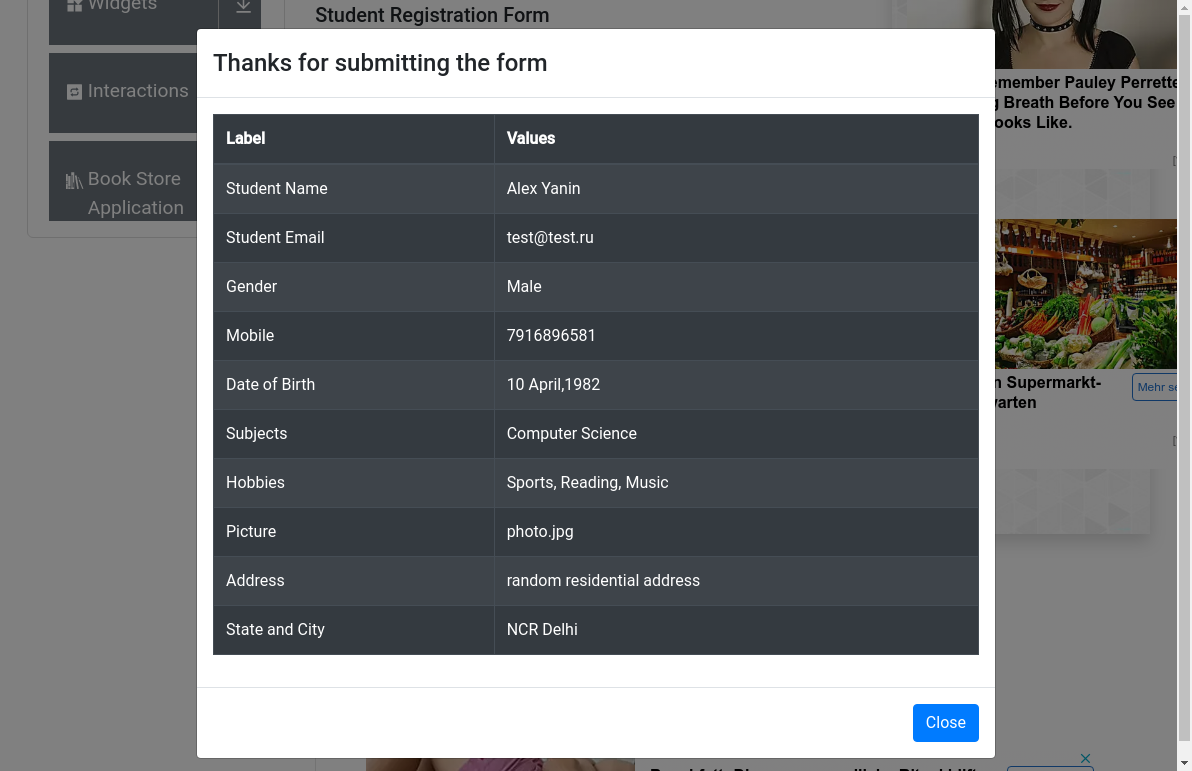 Widgets
Student Registration Form
Thanks for submitting the form
Interactions
Book Store
Application
Label Values
Student Name Alex Yanin
Student Email test@test.ru
Gender Male
Mobile 7916896581
Date of Birth 10 April,1982
Subjects Computer Science
Hobbies Sports, Reading, Music
Picture photo.jpg
Address random residential address
State and City NCR Delhi
Close
emember Pauley Perrette
g Breath Before You See
ooks Like.
n Supermarkt-
varten
Mehr se